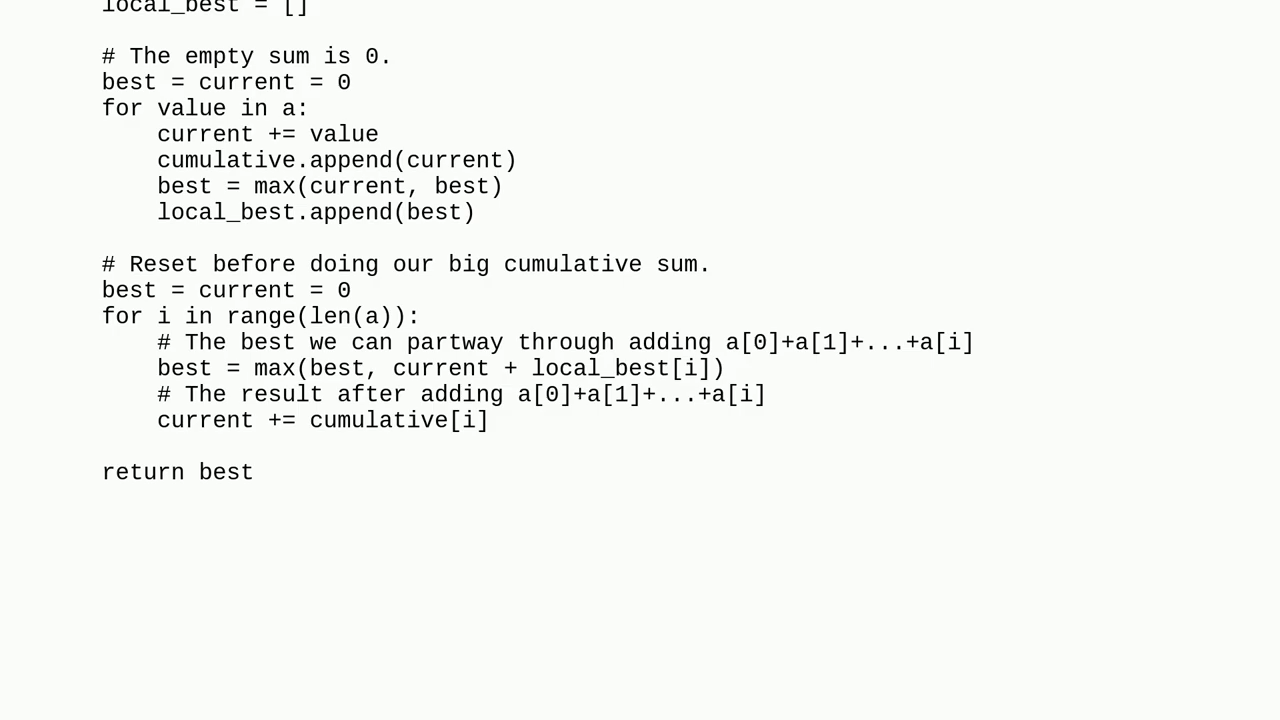 local_best = []
# The empty sum is 0.
best = current = 0
for value in a:
    current += value
    cumulative.append(current)
    best = max(current, best)
    local_best.append(best)
# Reset before doing our big cumulative sum.
best = current = 0
for i in range(len(a)):
    # The best we can partway through adding a[0]+a[1]+...+a[i]
    best = max(best, current + local_best[i])
    # The result after adding a[0]+a[1]+...+a[i]
    current += cumulative[i]
return best